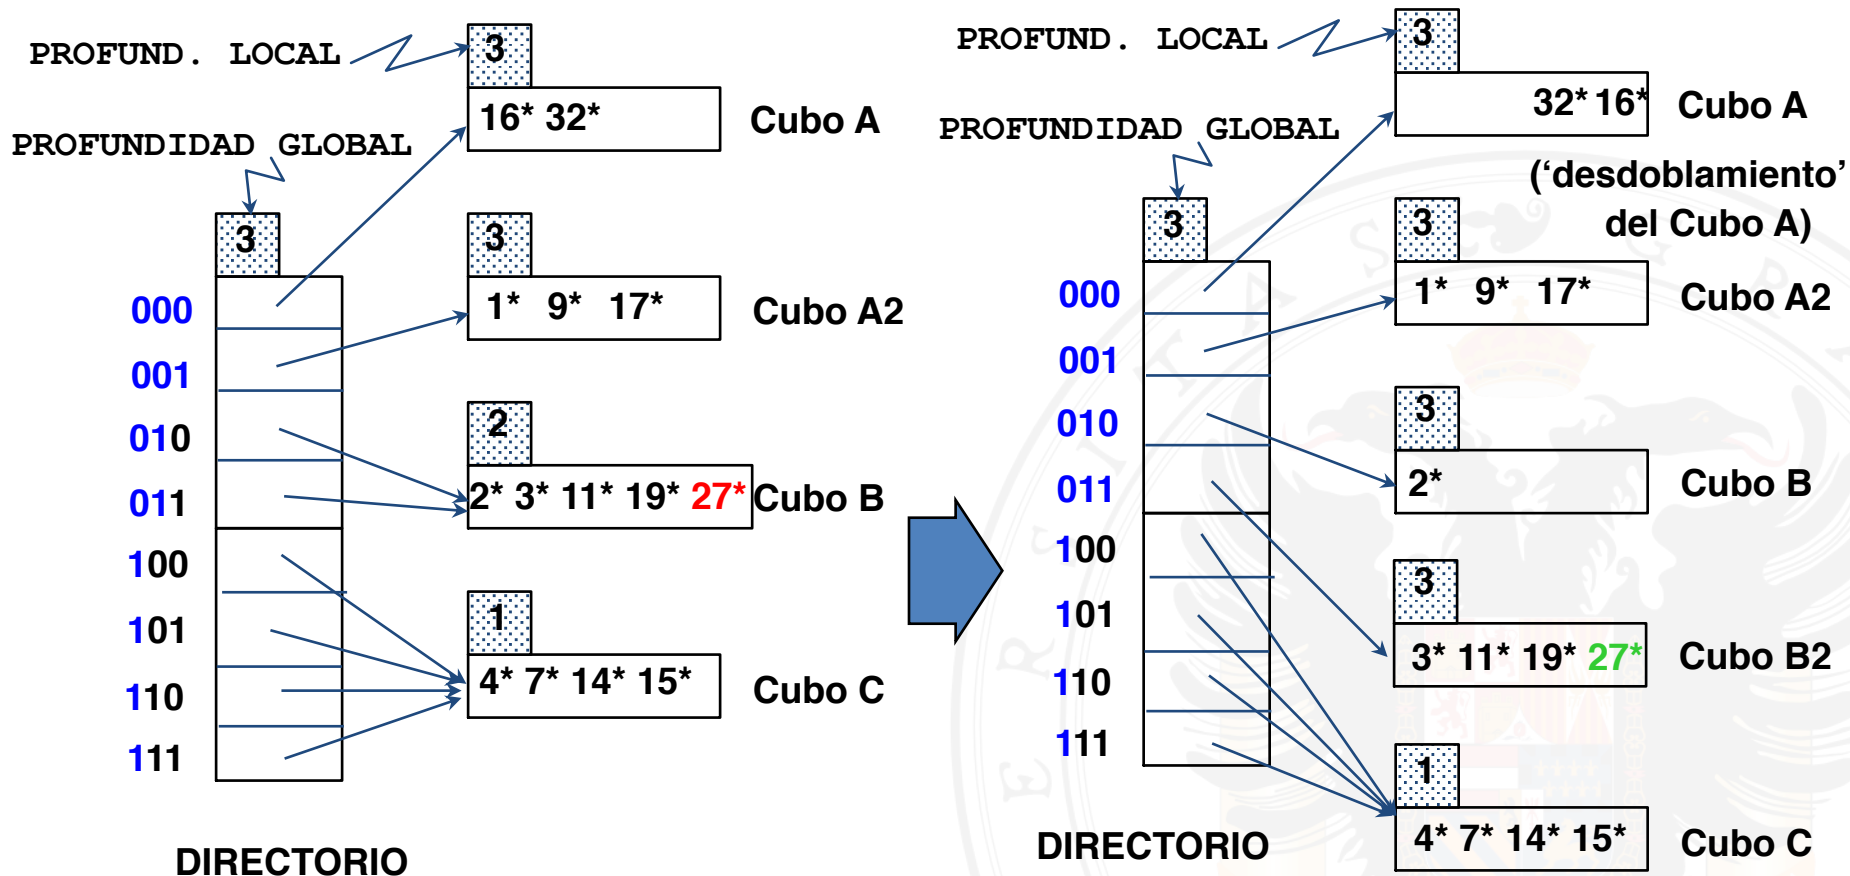 PROFUND. LOCAL
3
16* 32*
Cubo A
PROFUNDIDAD GLOBAL
3
3
1* 9* 17*
Cubo A2
000
001
010
011
100
101
110
111
2
2* 3* 11* 19* 27*
Cubo B
1
4* 7* 14* 15*
Cubo C
DIRECTORIO
PROFUND. LOCAL
3
32* 16*
Cubo A
PROFUNDIDAD GLOBAL
('desdoblamiento'
del Cubo A)
3
3
1* 9* 17*
Cubo A2
000
001
010
011
100
101
110
111
3
2*
Cubo B
3
3* 11* 19* 27*
Cubo B2
1
4* 7* 14* 15*
Cubo C
DIRECTORIO